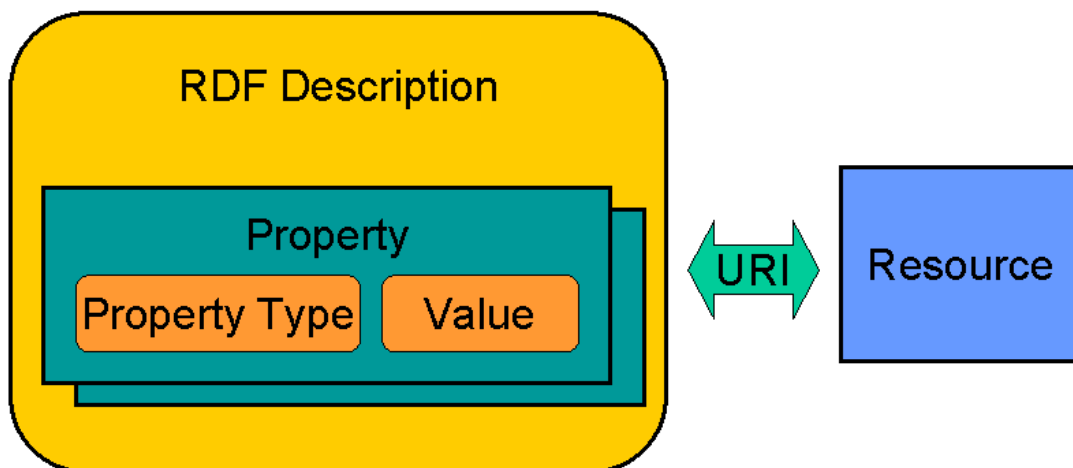 RDF Description
Property
Property Type
Value
URI
Resource